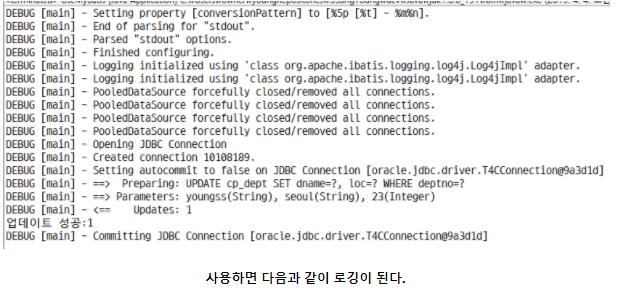 DEBUG [main] - Setting property [conversionPattern] to [%5p [%t] - %m%n].
DEBUG [main] - End of parsing for "stdout".
DEBUG [main] - Parsed "stdout" options.
DEBUG [main] - Finished configuring.
DEBUG [main] - Logging initialized using 'class org.apache.ibatis.logging.log4j.Log4jImpl' adapter.
DEBUG [main] - Logging initialized using 'class org.apache.ibatis.logging.log4j.Log4jImpl' adapter.
DEBUG [main] - PooledDataSource forcefully closed/removed all connections.
DEBUG [main] - PooledDataSource forcefully closed/removed all connections.
DEBUG [main] - PooledDataSource forcefully closed/removed all connections.
DEBUG [main] - PooledDataSource forcefully closed/removed all connections.
DEBUG [main] - Opening JDBC Connection
DEBUG [main] - Created connection 10108189.
DEBUG [main] - Setting autocommit to false on JDBC Connection [oracle.jdbc.driver.T4CConnection@9a3d1d]
DEBUG [main] - ==>  Preparing: UPDATE cp_dept SET dname=?, loc=? WHERE deptno=?
DEBUG [main] - ==> Parameters: youngss(String), seoul(String), 23(Integer)
DEBUG [main] - <==    Updates: 1
업데이트 성공:1
DEBUG [main] - Committing JDBC Connection [oracle.jdbc.driver.T4CConnection@9a3d1d]
사용하면 다음과 같이 로깅이 된다.